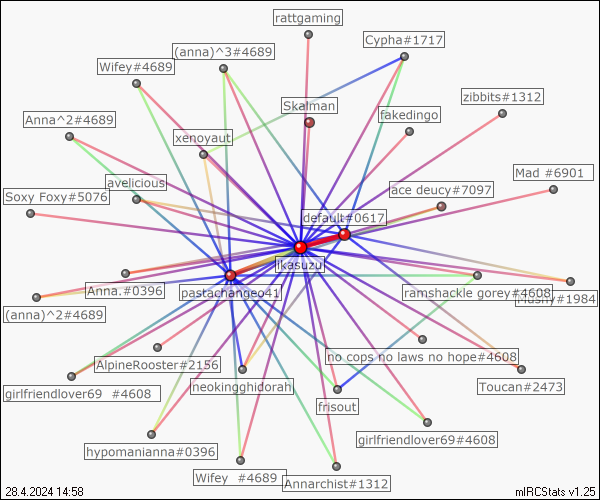 rattgaming
Cypha#1717
(anna)^3#4689
Wifey#4689
zibbits#1312
Skalman
fakedingo
Anna^2#4689
xenoyaut
Mad #6901
avelicious
ace deucy#7097
Soxy Foxy#5076
default#0617
ikasuzu
Anna.#0396
pastachangeo41
ramshackle gorey#4608
#1984
(anna)^2#4689
no cops no laws no hope#4608
AlpineRooster#2156
Toucan#2473
girlfriendlover69 #4608
neokingghidorah
frisout
girlfriendlover69#4608
hypomanianna#0396
Wifey #4689
Annarchist#1312
28.4.2024 14:58
mIRCStats v1.25